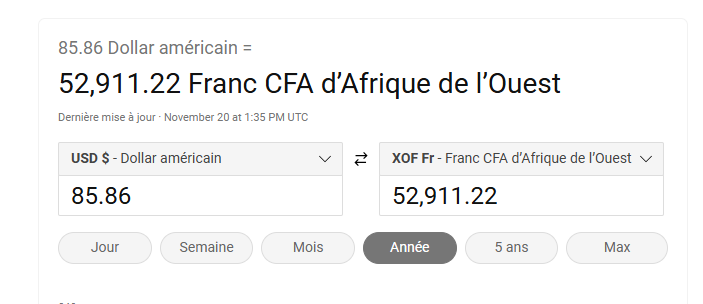 85.86 Dollar américain =
52,911.22 Franc CFA d’Afrique de l’Ouest
Dernière mise à jour · November 20 at 1:35 PM UTC
USD $ - Dollar américain
XOF Fr - Franc CFA d’Afrique de l’Ouest
85.86
52,911.22
Jour Semaine Mois Année 5 ans Max